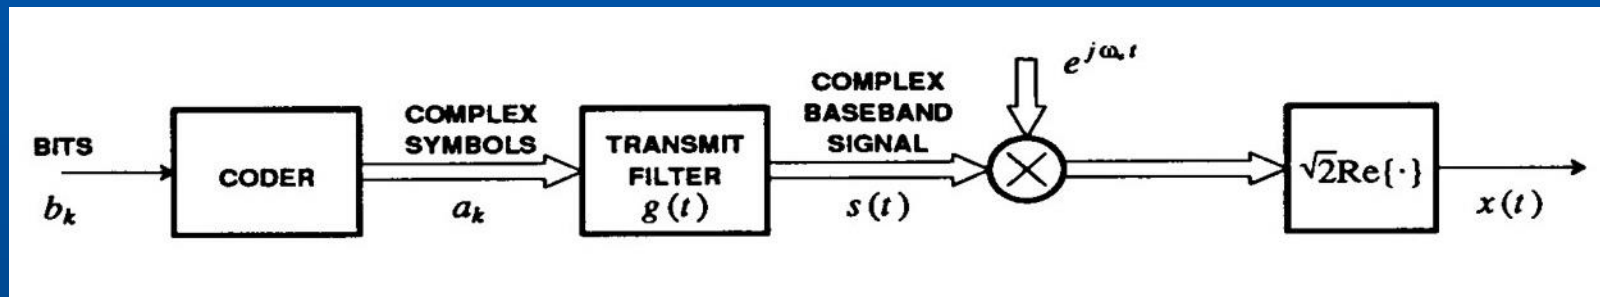 BITS
b_k
CODER
COMPLEX
SYMBOLS
a_k
TRANSMIT
FILTER
g(t)
COMPLEX
BASEBAND
SIGNAL
s(t)
e^{jω_c t}
√2Re{·}
x(t)